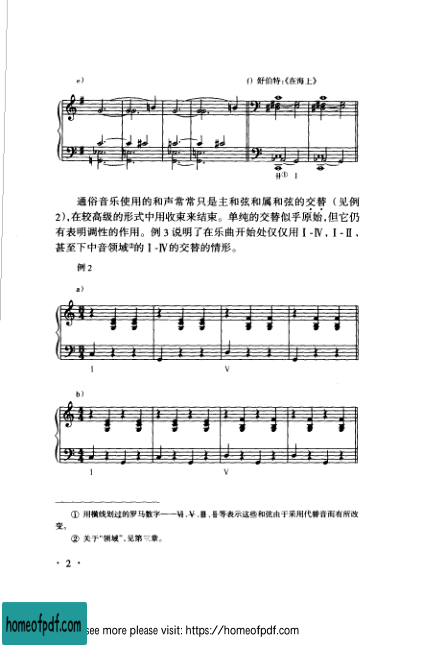 e)
f) 舒伯特:《在海上》
Ⅱ① Ⅰ
通俗音乐使用的和声常常只是主和弦和属和弦的交替（见例
2),在较高级的形式中用收束来结束。单纯的交替似乎原始,但它仍
有表明调性的作用。例 3 说明了在乐曲开始处仅仅用Ⅰ-Ⅳ，Ⅰ-Ⅱ，
甚至下中音领域②的Ⅰ-Ⅳ的交替的情形。
例 2
a)
Ⅰ Ⅴ
b)
Ⅰ Ⅴ
① 用横线划过的罗马数字——Ⅶ,Ⅴ,Ⅲ,Ⅱ等表示这些和弦由于采用代替音而有所改
变。
② 关于“领域”,见第三章。
· 2 ·
homeofpdf.com
see more please visit: https://homeofpdf.com